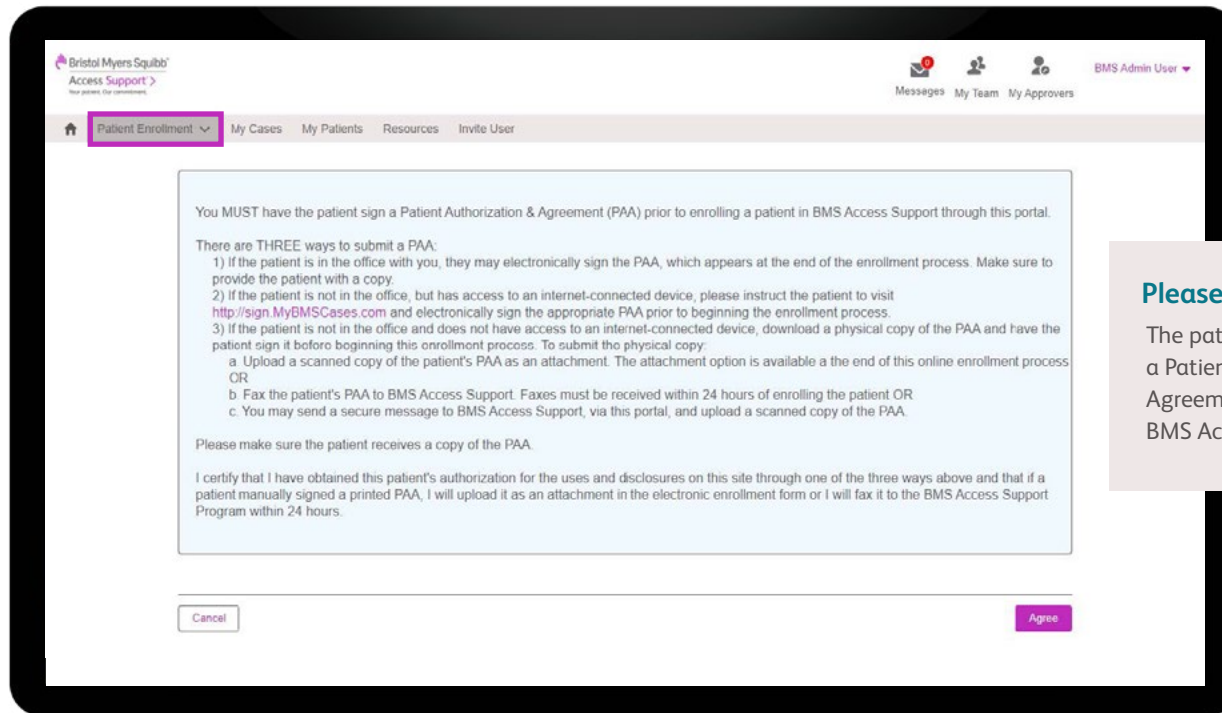 Bristol Myers Squibb™
Access Support >
Your patient. Our commitment.
0
Messages My Team My Approvers
BMS Admin User
Patient Enrollment My Cases My Patients Resources Invite User
You MUST have the patient sign a Patient Authorization & Agreement (PAA) prior to enrolling a patient in BMS Access Support through this portal.
There are THREE ways to submit a PAA:
1) If the patient is in the office with you, they may electronically sign the PAA, which appears at the end of the enrollment process. Make sure to
provide the patient with a copy.
2) If the patient is not in the office, but has access to an internet-connected device, please instruct the patient to visit
http://sign.MyBMSCases.com and electronically sign the appropriate PAA prior to beginning the enrollment process.
3) If the patient is not in the office and does not have access to an internet-connected device, download a physical copy of the PAA and have the
patient sign it before beginning this enrollment process. To submit the physical copy:
a. Upload a scanned copy of the patient's PAA as an attachment. The attachment option is available a the end of this online enrollment process
OR
b. Fax the patient's PAA to BMS Access Support. Faxes must be received within 24 hours of enrolling the patient OR
c. You may send a secure message to BMS Access Support, via this portal, and upload a scanned copy of the PAA.
Please make sure the patient receives a copy of the PAA.
I certify that I have obtained this patient's authorization for the uses and disclosures on this site through one of the three ways above and that if a
patient manually signed a printed PAA, I will upload it as an attachment in the electronic enrollment form or I will fax it to the BMS Access Support
Program within 24 hours.
Cancel
Agree
Please
The pat
a Patien
Agreem
BMS Ac